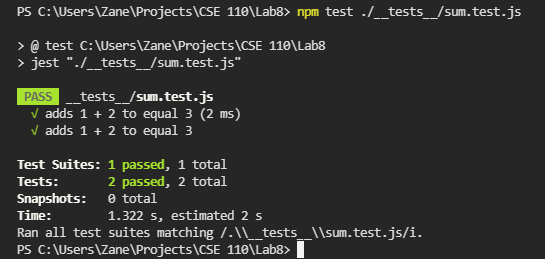 PS C:\Users\Zane\Projects\CSE 110\Lab8> npm test ./__tests__/sum.test.js
> @ test C:\Users\Zane\Projects\CSE 110\Lab8
> jest "./__tests__/sum.test.js"
PASS __tests__/sum.test.js
√ adds 1 + 2 to equal 3 (2 ms)
√ adds 1 + 2 to equal 3
Test Suites: 1 passed, 1 total
Tests: 2 passed, 2 total
Snapshots: 0 total
Time: 1.322 s, estimated 2 s
Ran all test suites matching /.\\__tests__\\sum.test.js/i.
PS C:\Users\Zane\Projects\CSE 110\Lab8>